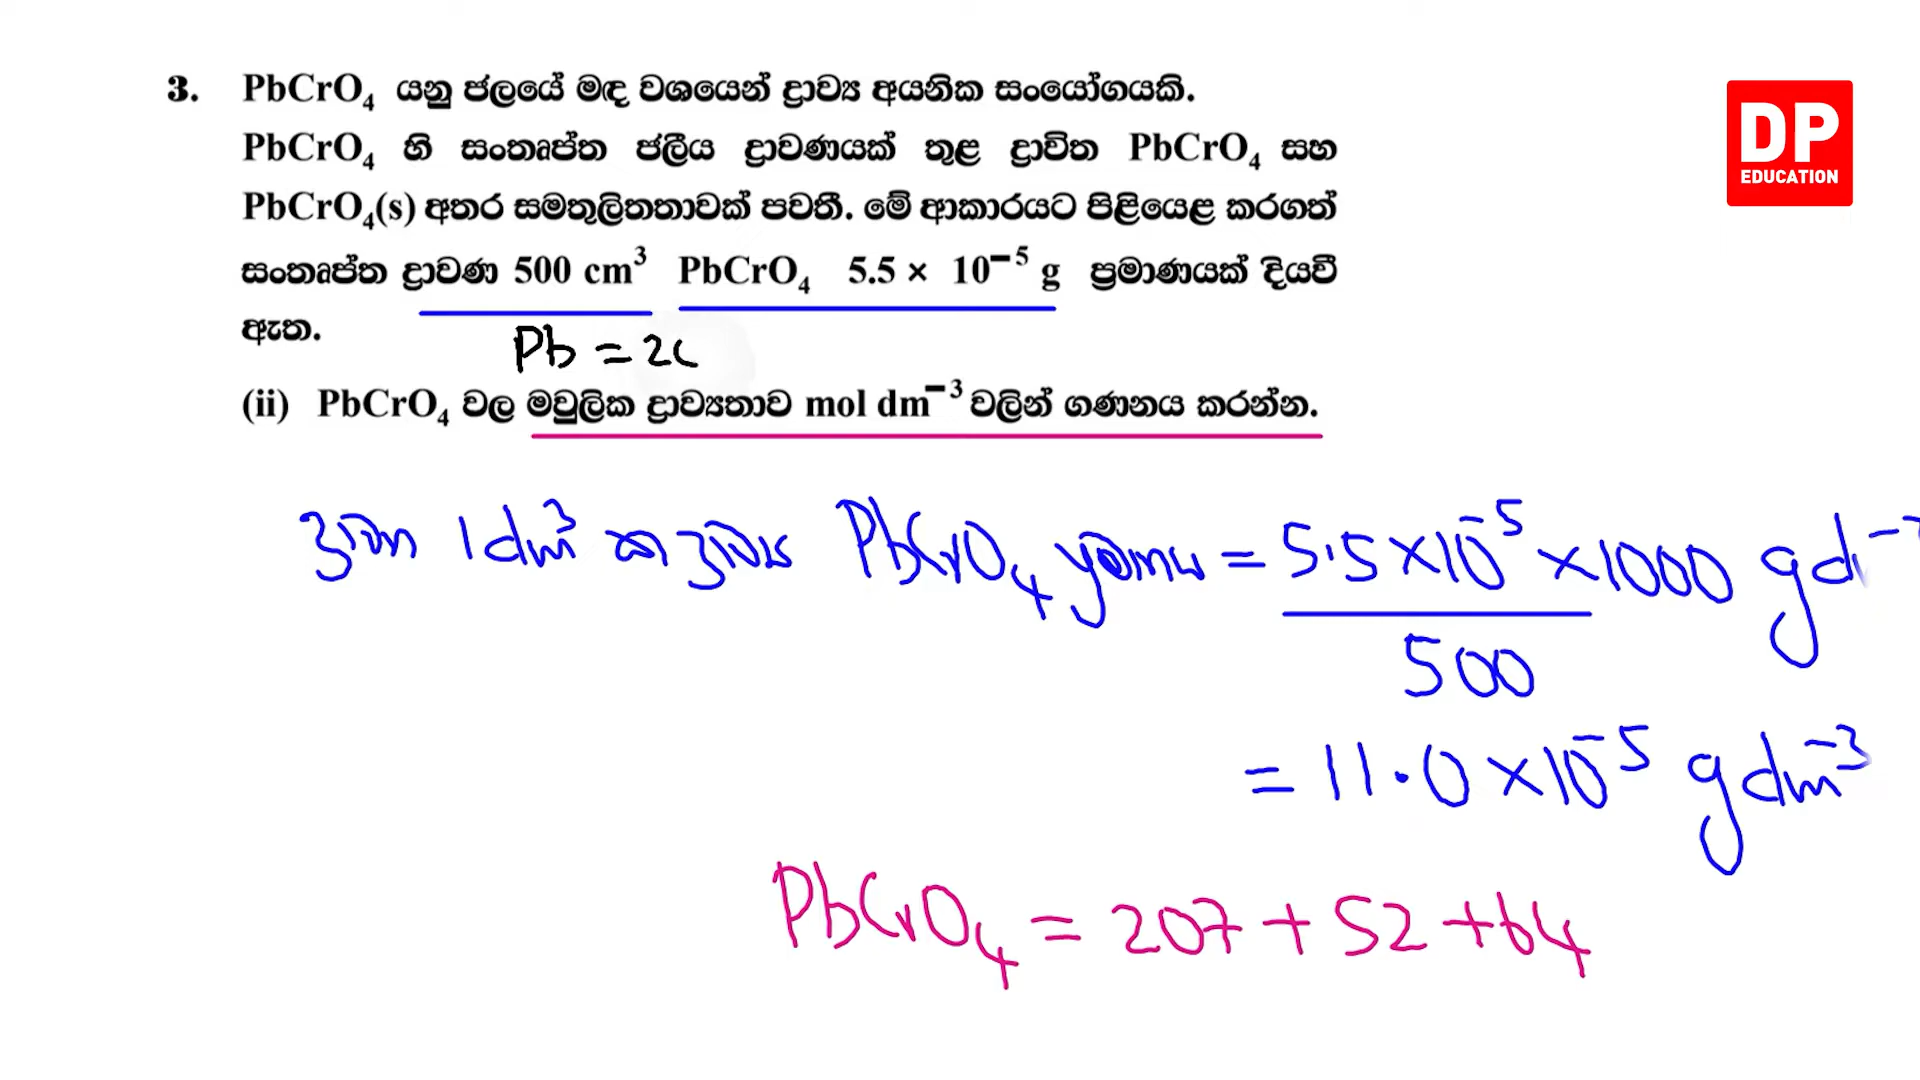 3. PbCrO₄ යනු ජලයේ මඳ වශයෙන් ද්‍රාව්‍ය අයනික සංයෝගයකි.
DP
EDUCATION
PbCrO₄ හි සංතෘප්ත ජලීය ද්‍රාවණයක් තුළ ද්‍රාවිත PbCrO₄ සහ
PbCrO₄(s) අතර සමතුලිතතාවක් පවතී. මේ ආකාරයට පිළියෙළ කරගත්
සංතෘප්ත ද්‍රාවණ 500 cm³ PbCrO₄ 5.5 × 10⁻⁵ g ප්‍රමාණයක් දියවී
ඇත.
Pb = 20
(ii) PbCrO₄ වල මවුලික ද්‍රාව්‍යතාව mol dm⁻³ වලින් ගණනය කරන්න.
1dm³ PbCrO₄ = 5.5 × 10⁻⁵ × 1000 g
500
= 11.0 × 10⁻⁵ g dm⁻³
PbCrO₄ = 207 + 52 + 64